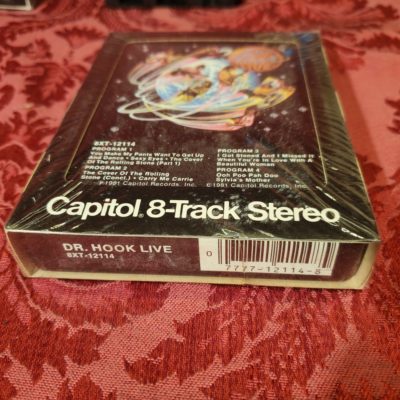 8XT-12114
PROGRAM 1
You Make My Pants Want To Get Up
And Dance • Sexy Eyes • The Cover
Of The Rolling Stone (Part 1)
PROGRAM 2
The Cover Of The Rolling
Stone (Concl.) • Carry Me Carrie
℗1981 Capitol Records, Inc.
PROGRAM 3
I Got Stoned And I Missed It
When You're In Love With A
Beautiful Woman
PROGRAM 4
Ooh Poo Pah Doo
Sylvia's Mother
©1981 Capitol Records, Inc.
Capitol. 8-Track Stereo
DR. HOOK LIVE
8XT-12114
0 7777-12114-8